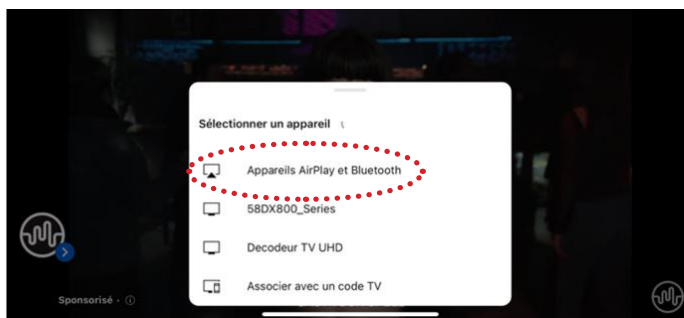 Sélectionner un appareil
Appareils AirPlay et Bluetooth
58DX800_Series
Decodeur TV UHD
Associer avec un code TV
Sponsorisé ·